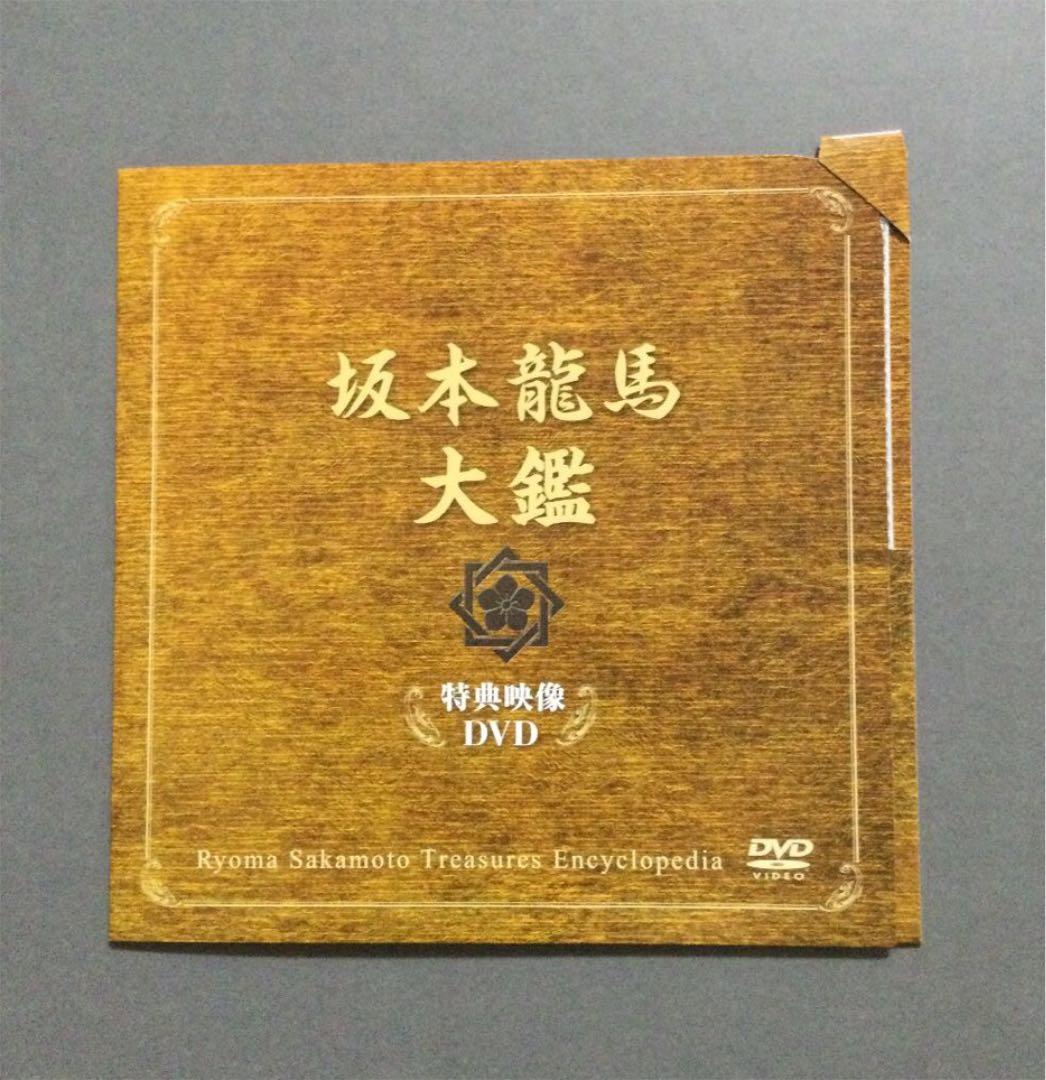 坂本龍馬
大鑑
特典映像
DVD
Ryoma Sakamoto Treasures Encyclopedia
DVD
VIDEO